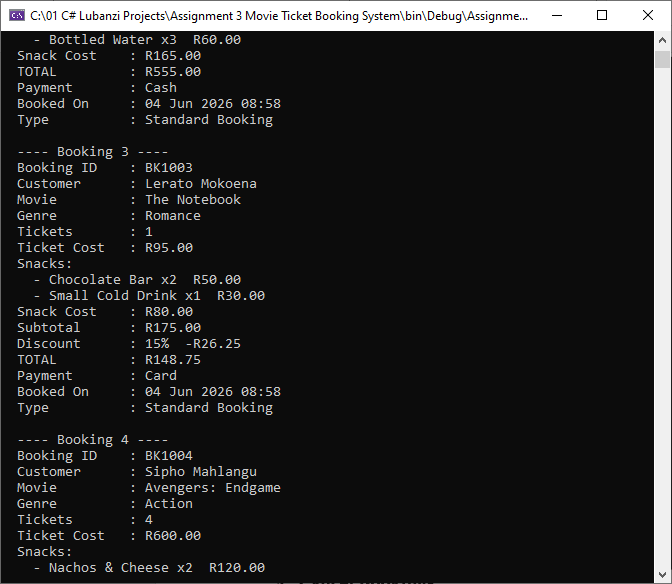 C:\01 C# Lubanzi Projects\Assignment 3 Movie Ticket Booking System\bin\Debug\Assignme...
- Bottled Water x3  R60.00
Snack Cost    : R165.00
TOTAL         : R555.00
Payment       : Cash
Booked On     : 04 Jun 2026 08:58
Type          : Standard Booking
---- Booking 3 ----
Booking ID    : BK1003
Customer      : Lerato Mokoena
Movie         : The Notebook
Genre         : Romance
Tickets       : 1
Ticket Cost   : R95.00
Snacks:
- Chocolate Bar x2  R50.00
- Small Cold Drink x1  R30.00
Snack Cost    : R80.00
Subtotal      : R175.00
Discount      : 15%  -R26.25
TOTAL         : R148.75
Payment       : Card
Booked On     : 04 Jun 2026 08:58
Type          : Standard Booking
---- Booking 4 ----
Booking ID    : BK1004
Customer      : Sipho Mahlangu
Movie         : Avengers: Endgame
Genre         : Action
Tickets       : 4
Ticket Cost   : R600.00
Snacks:
- Nachos & Cheese x2  R120.00